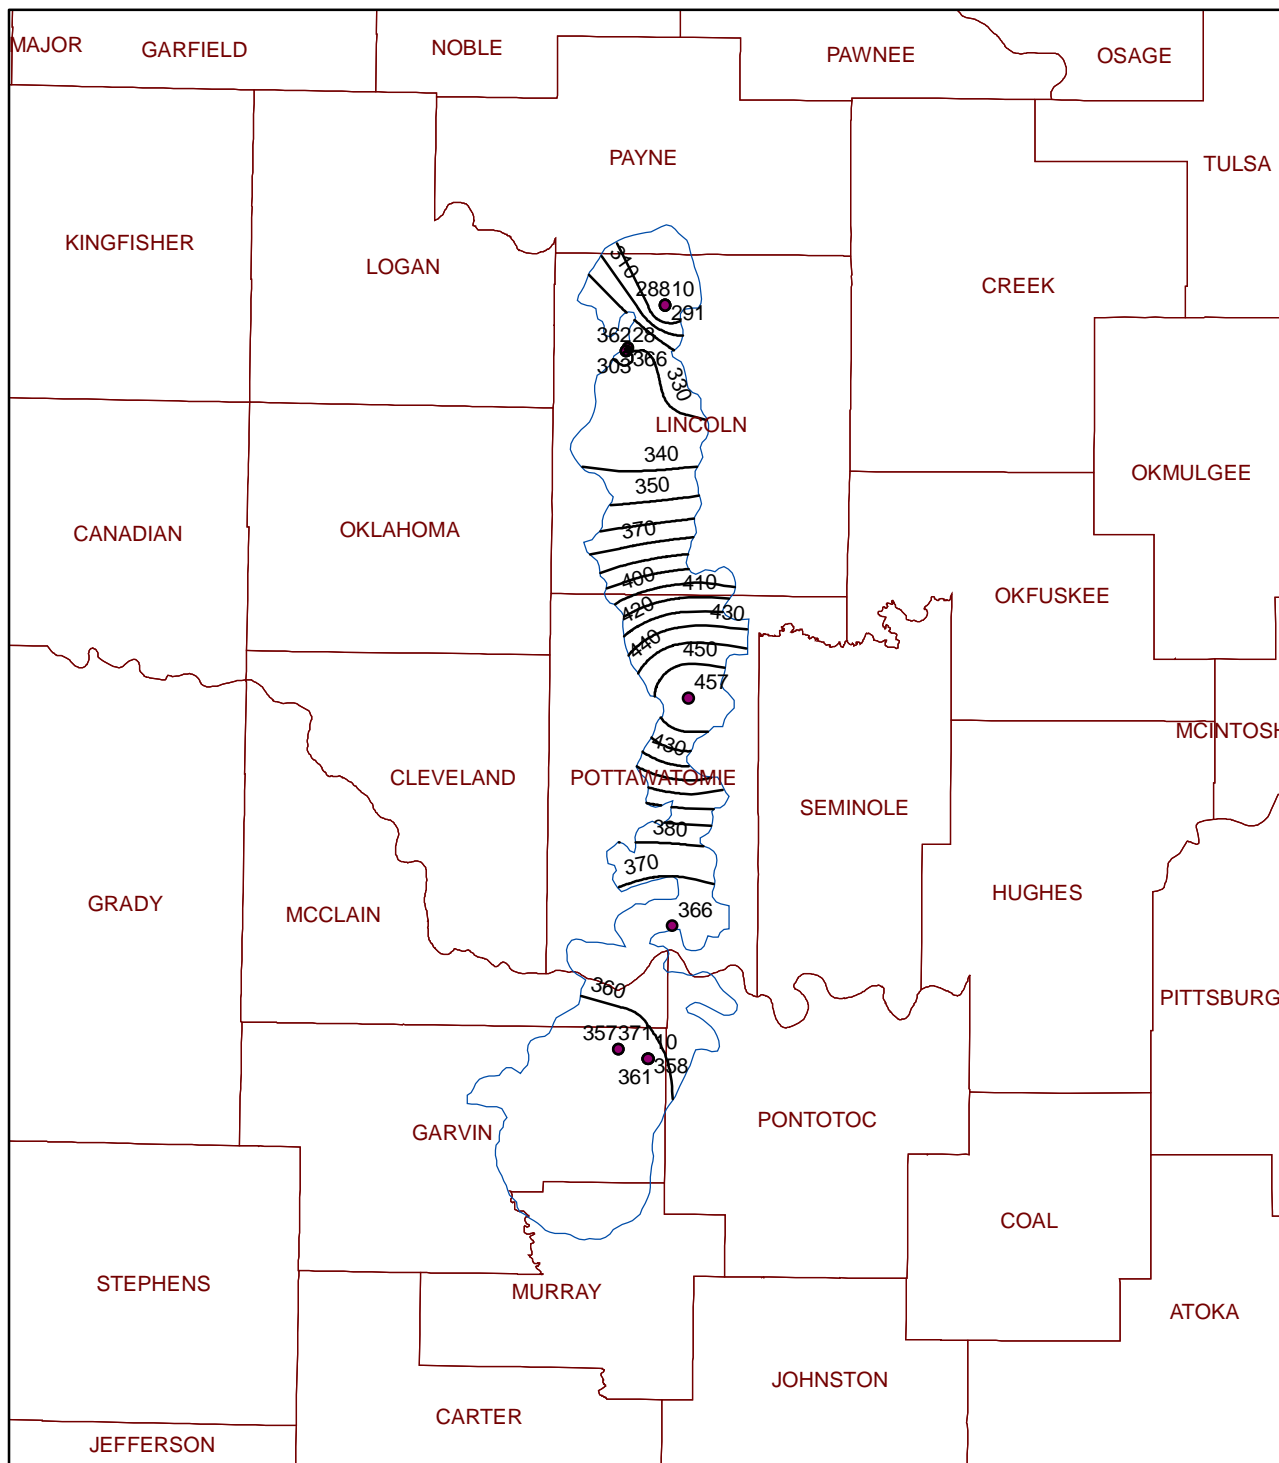 MAJOR
GARFIELD
NOBLE
PAWNEE
OSAGE
PAYNE
TULSA
KINGFISHER
LOGAN
310
CREEK
28810
291
36228
366
303
330
LINCOLN
340
350
OKMULGEE
CANADIAN
OKLAHOMA
370
400
410
OKFUSKEE
420
430
440
450
457
430
MCINTOSH
CLEVELAND
POTTAWATOMIE
SEMINOLE
380
370
HUGHES
GRADY
MCCLAIN
366
360
PITTSBURG
357371
10
358
361
GARVIN
PONTOTOC
COAL
STEPHENS
MURRAY
ATOKA
JOHNSTON
CARTER
JEFFERSON